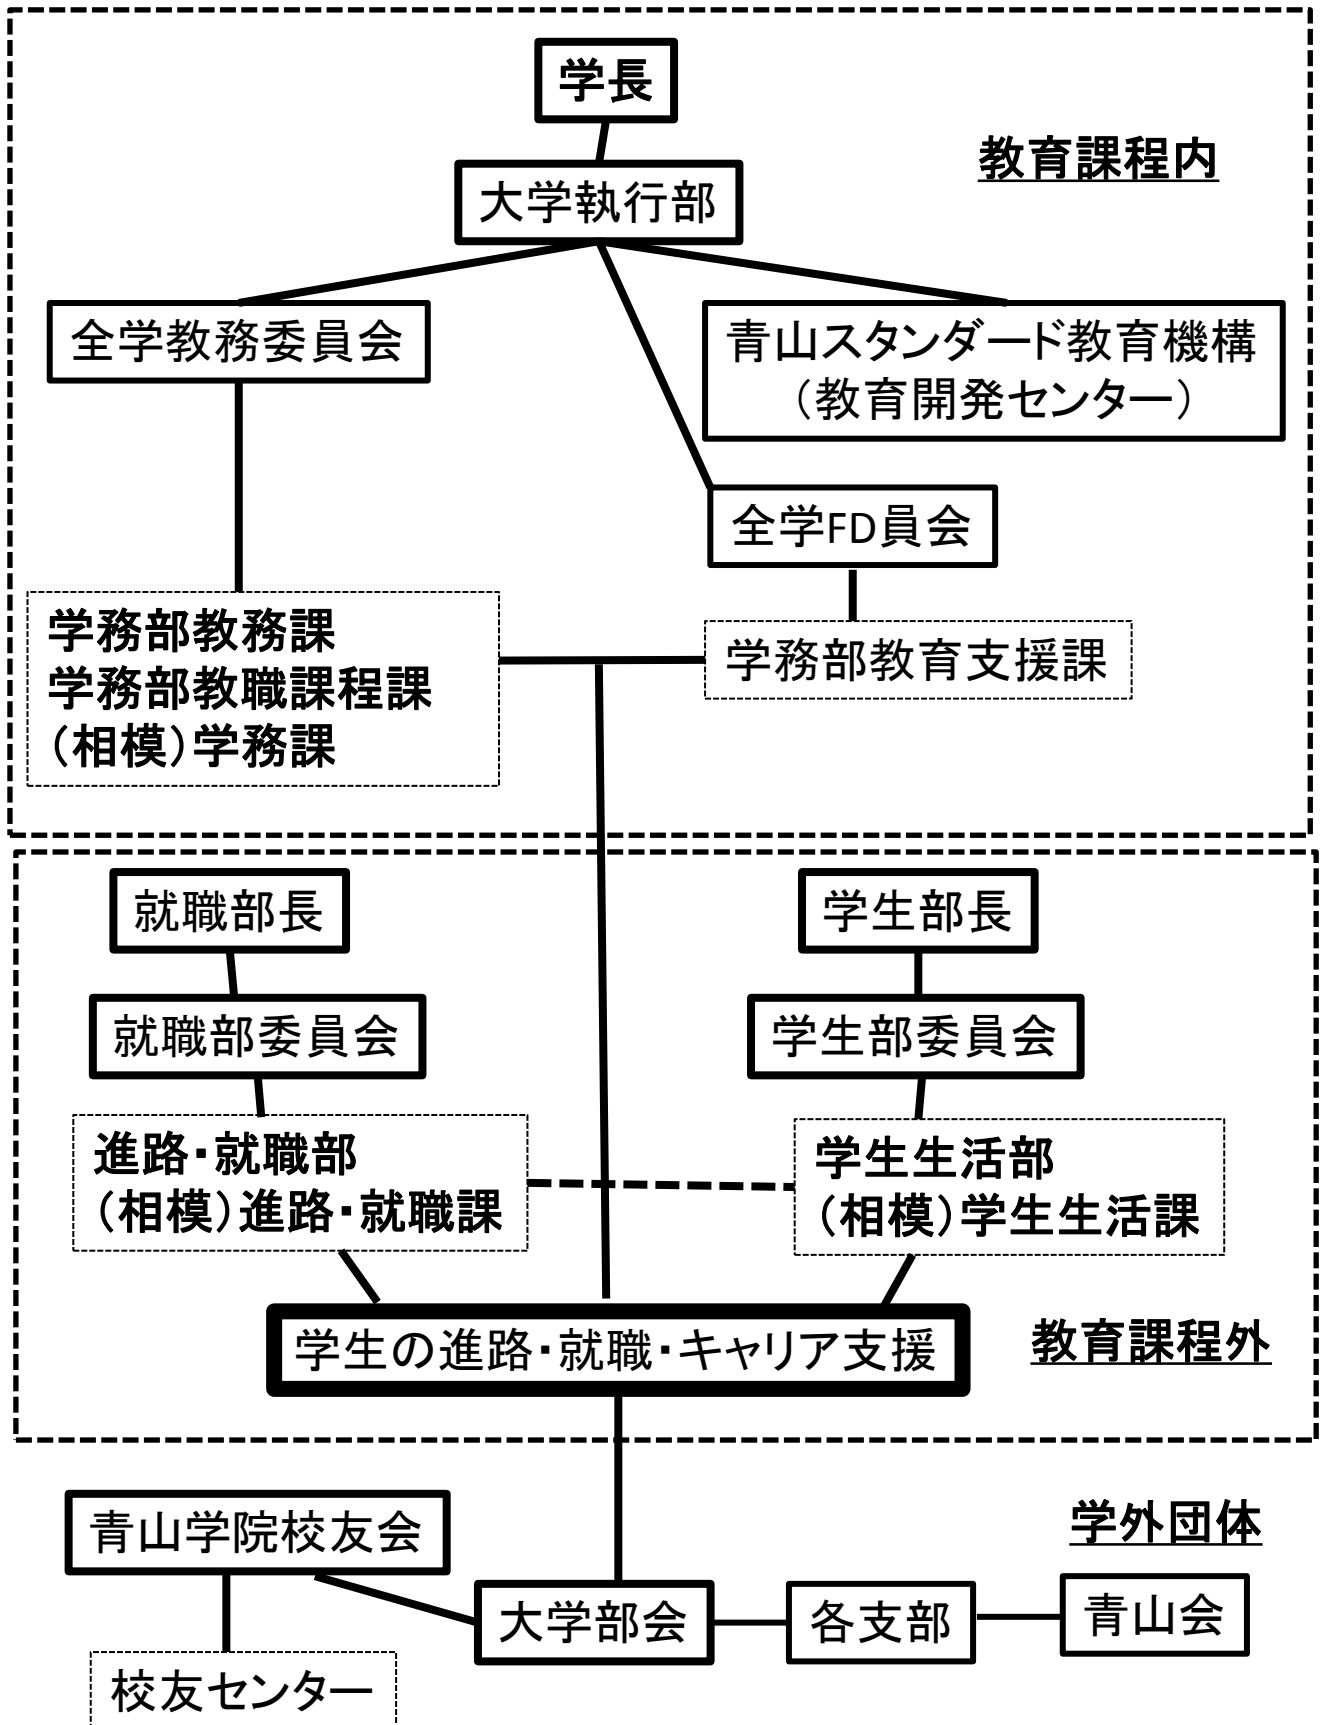 学長
教育課程内
大学執行部
全学教務委員会
青山スタンダード教育機構
（教育開発センター）
全学FD員会
学務部教務課
学務部教職課程課
（相模）学務課
学務部教育支援課
就職部長
学生部長
就職部委員会
学生部委員会
進路・就職部
（相模）進路・就職課
学生生活部
（相模）学生生活課
学生の進路・就職・キャリア支援
教育課程外
青山学院校友会
学外団体
大学部会
各支部
青山会
校友センター